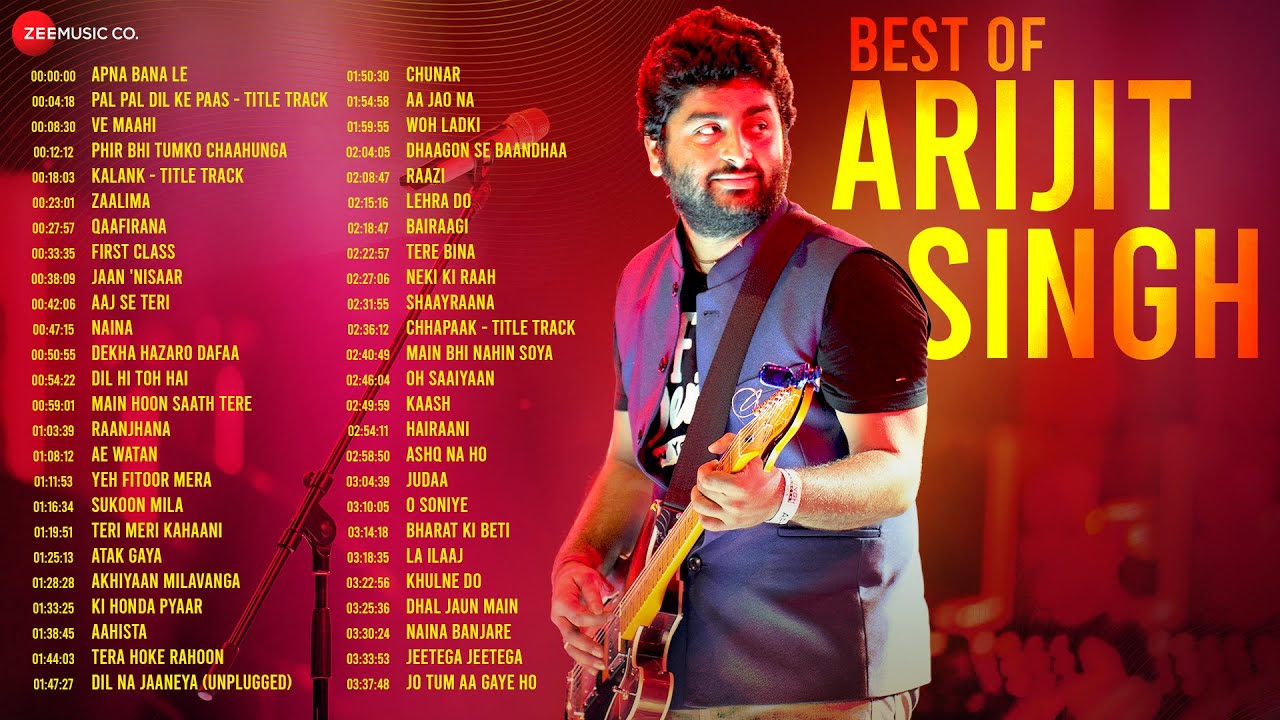 ZEEMUSIC CO.
BEST OF
ARIJIT
SINGH
00:00:00 APNA BANA LE
00:04:18 PAL PAL DIL KE PAAS - TITLE TRACK
00:08:30 VE MAAHI
00:12:12 PHIR BHI TUMKO CHAAHUNGA
00:18:03 KALANK - TITLE TRACK
00:23:01 ZAALIMA
00:27:57 QAAFIRANA
00:33:35 FIRST CLASS
00:38:09 JAAN 'NISAAR
00:42:06 AAJ SE TERI
00:47:15 NAINA
00:50:55 DEKHA HAZARO DAFAA
00:54:22 DIL HI TOH HAI
00:59:01 MAIN HOON SAATH TERE
01:03:39 RAANJHANA
01:08:12 AE WATAN
01:11:53 YEH FITOOR MERA
01:16:34 SUKOON MILA
01:19:51 TERI MERI KAHAANI
01:25:13 ATAK GAYA
01:28:28 AKHIYAAN MILAVANGA
01:33:25 KI HONDA PYAAR
01:38:45 AAHISTA
01:44:03 TERA HOKE RAHOON
01:47:27 DIL NA JAANEYA (UNPLUGGED)
01:50:30 CHUNAR
01:54:58 AA JAO NA
01:59:55 WOH LADKI
02:04:05 DHAAGON SE BAANDHAA
02:08:47 RAAZI
02:15:16 LEHRA DO
02:18:47 BAIRAAGI
02:22:57 TERE BINA
02:27:06 NEKI KI RAAH
02:31:55 SHAAYRAANA
02:36:12 CHHAPAAK - TITLE TRACK
02:40:49 MAIN BHI NAHIN SOYA
02:46:04 OH SAAIYAAN
02:49:59 KAASH
02:54:11 HAIRAANI
02:58:50 ASHQ NA HO
03:04:39 JUDAA
03:10:05 O SONIYE
03:14:18 BHARAT KI BETI
03:18:35 LA ILAAJ
03:22:56 KHULNE DO
03:25:36 DHAL JAUN MAIN
03:30:24 NAINA BANJARE
03:33:53 JEETEGA JEETEGA
03:37:48 JO TUM AA GAYE HO